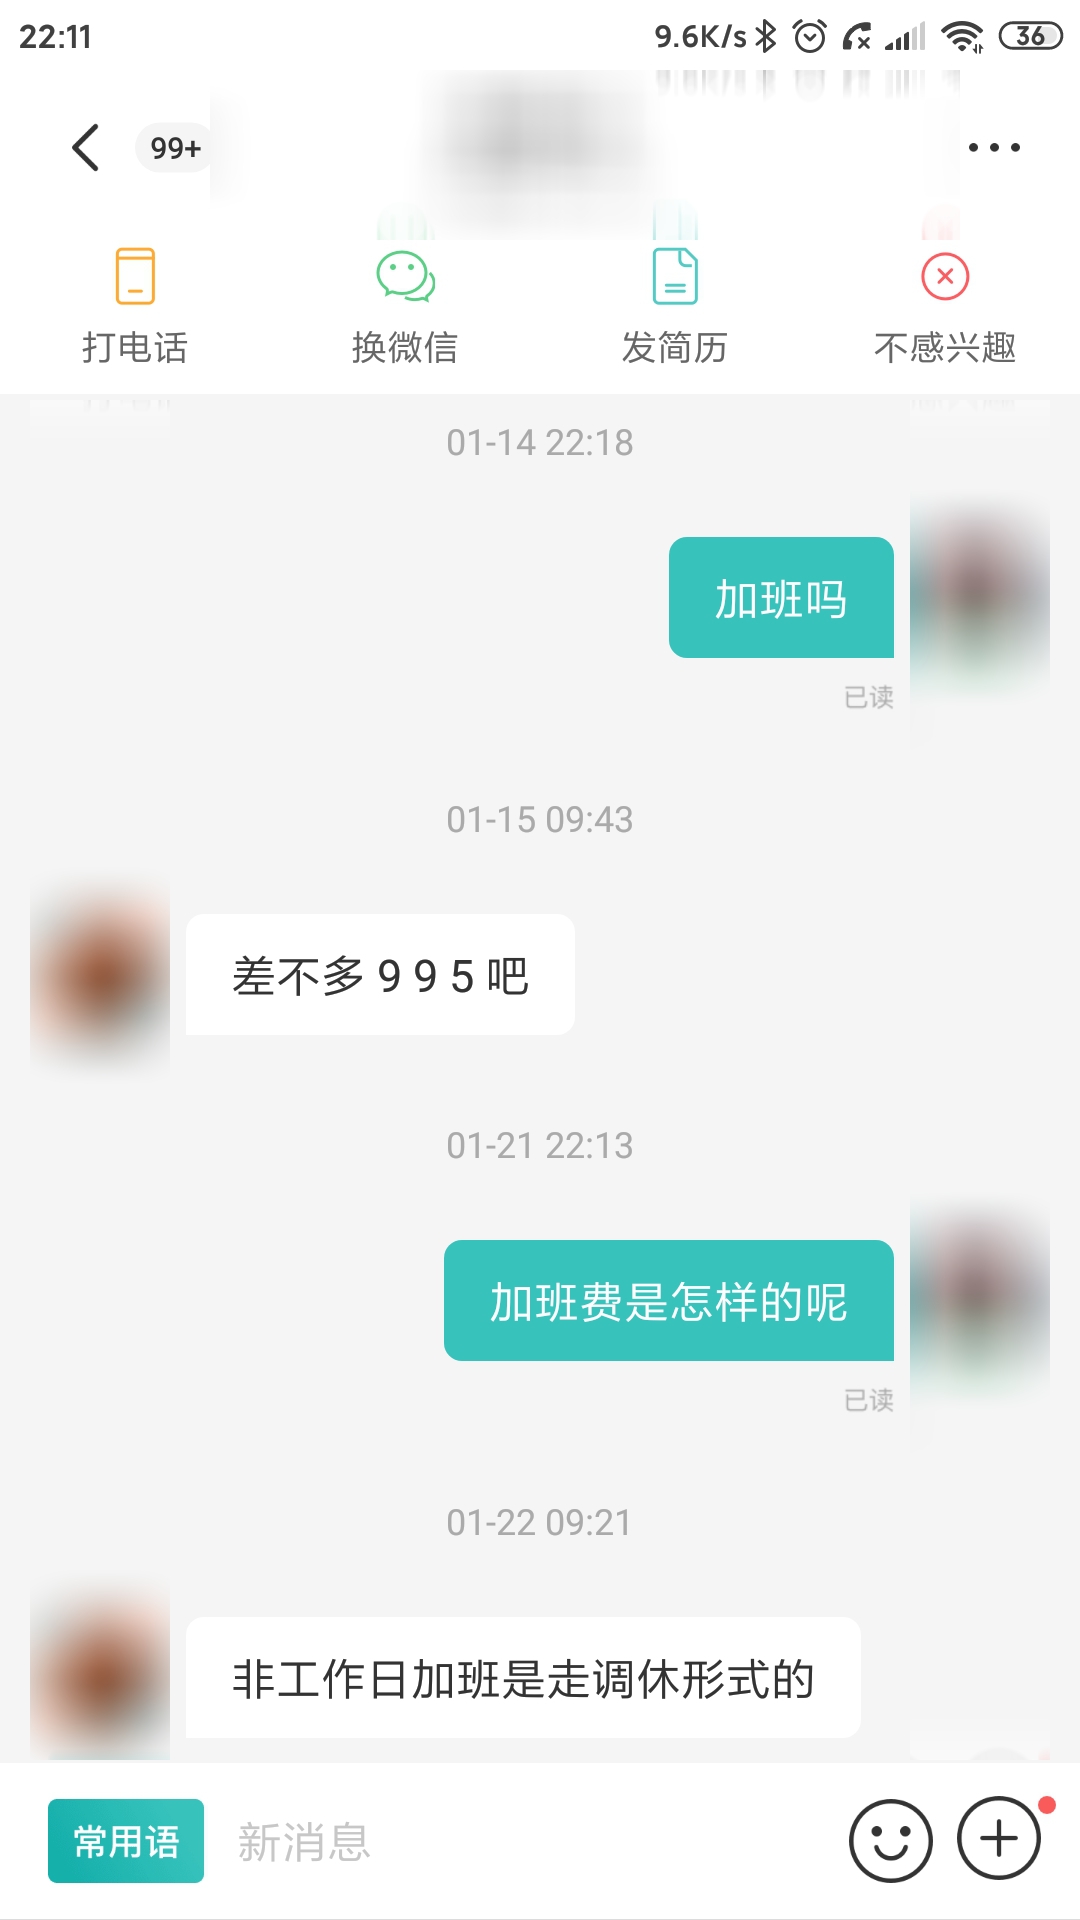 22:11
9.6K/s
36
99+
打电话
换微信
发简历
不感兴趣
01-14 22:18
加班吗
已读
01-15 09:43
差不多 9 9 5 吧
01-21 22:13
加班费是怎样的呢
已读
01-22 09:21
非工作日加班是走调休形式的
常用语
新消息